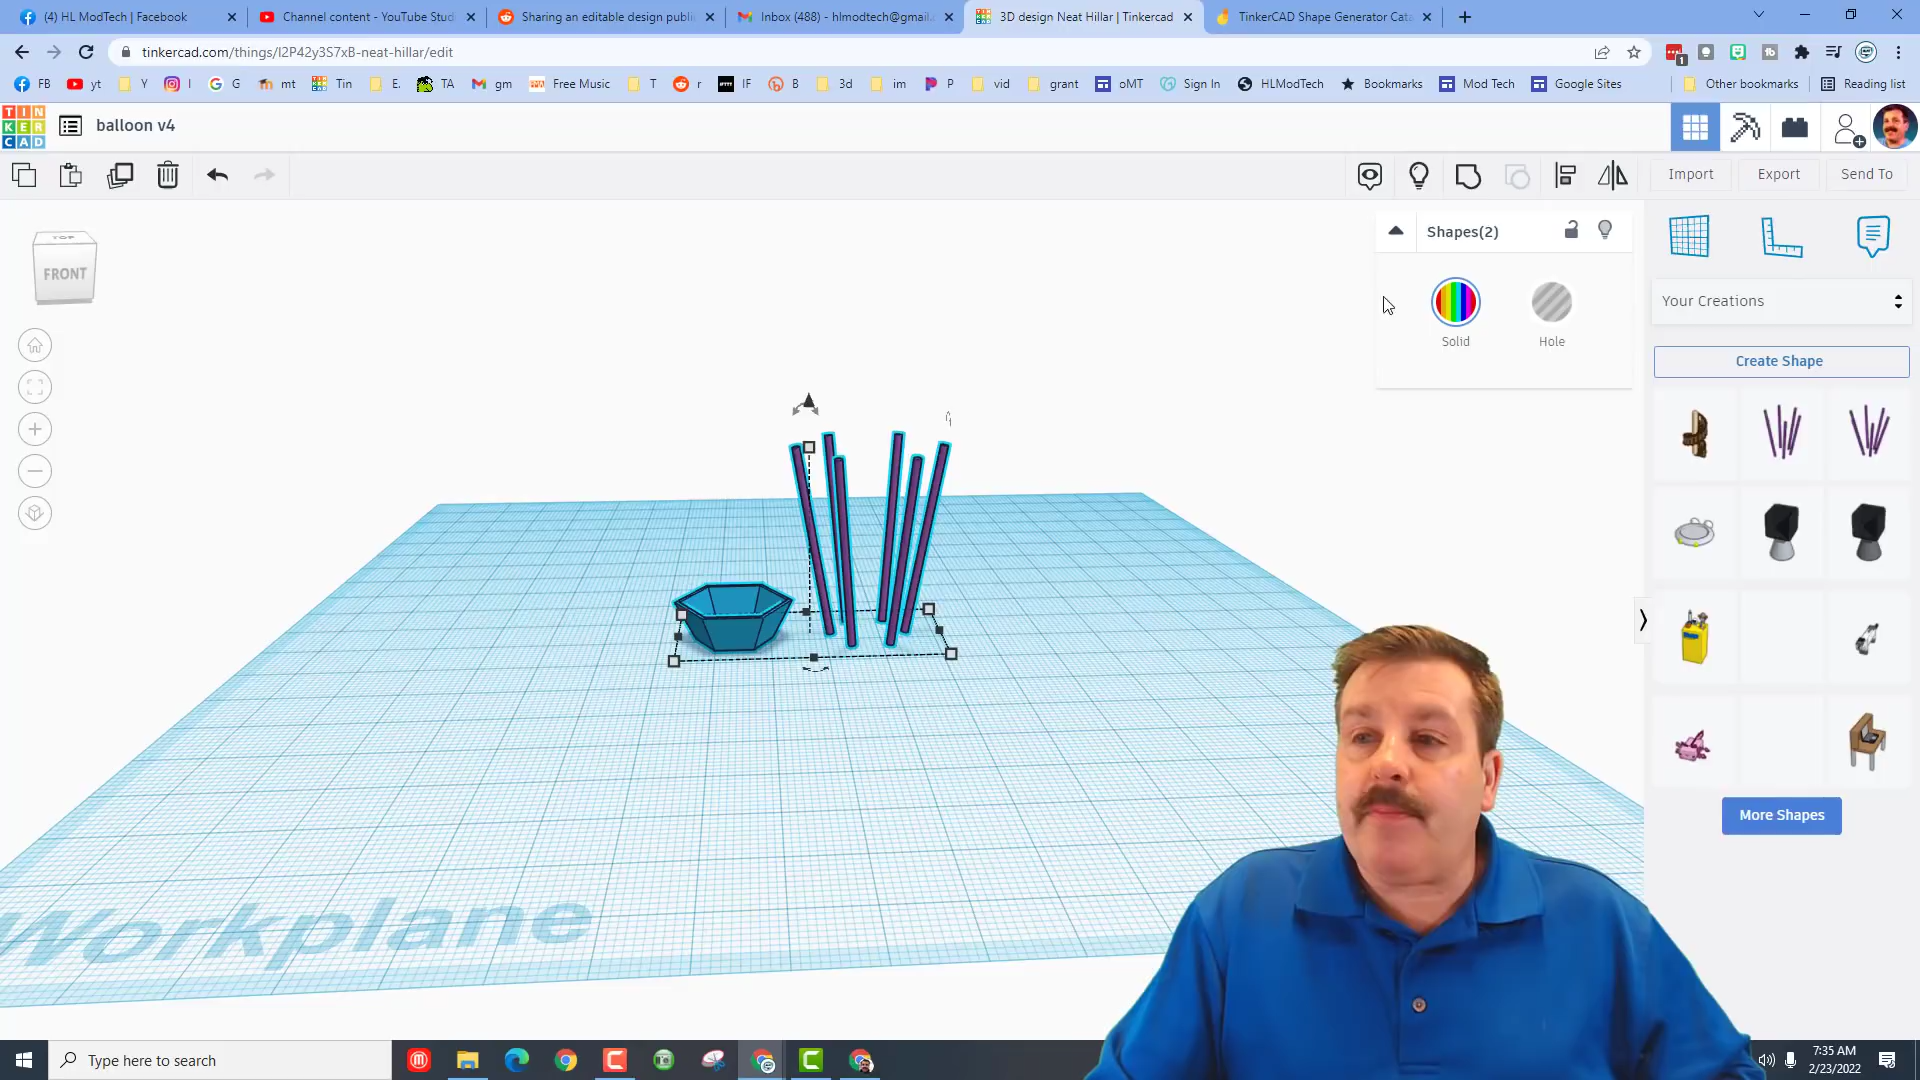 (4) HL ModTech | Facebook
Channel content - YouTube Stud
Sharing an editable design publi
Inbox (488) - hlmodtech@gmail.c
3D design Neat Hillar | Tinkercad
TinkerCAD Shape Generator Cata
tinkercad.com/things/l2P42y3S7xB-neat-hillar/edit
1
FB
yt
Y
I
G
mt
Tin
E.
TA
gm
Free Music
T
r
IF
B
3d
im
P
vid
grant
oMT
Sign In
HLModTech
Bookmarks
Mod Tech
Google Sites
Other bookmarks
Reading list
TIN
KER
CAD
balloon v4
Import
Export
Send To
TOP
FRONT
Shapes(2)
Solid
Hole
Your Creations
Create Shape
More Shapes
Workplane
Type here to search
7:35 AM
2/23/2022